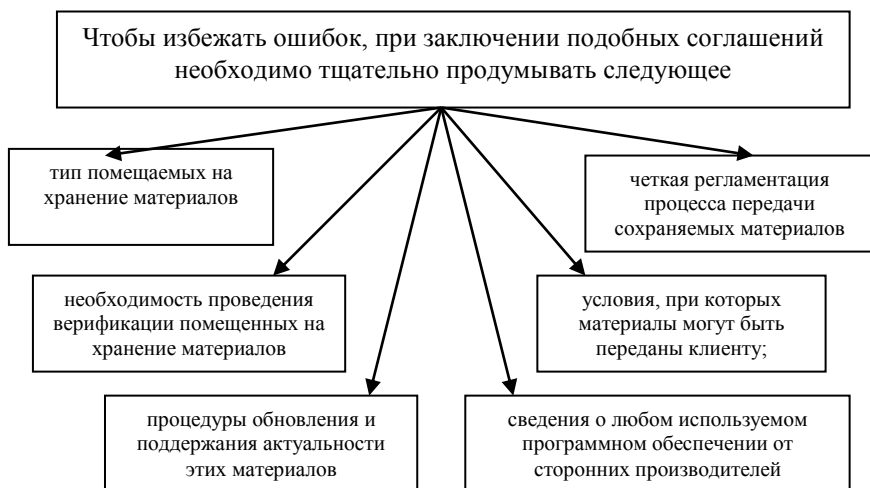 Чтобы избежать ошибок, при заключении подобных соглашений
необходимо тщательно продумывать следующее
тип помещаемых на
хранение материалов
четкая регламентация
процесса передачи
сохраняемых материалов
необходимость проведения
верификации помещенных на
хранение материалов
условия, при которых
материалы могут быть
переданы клиенту;
процедуры обновления и
поддержания актуальности
этих материалов
сведения о любом используемом
программном обеспечении от
сторонних производителей